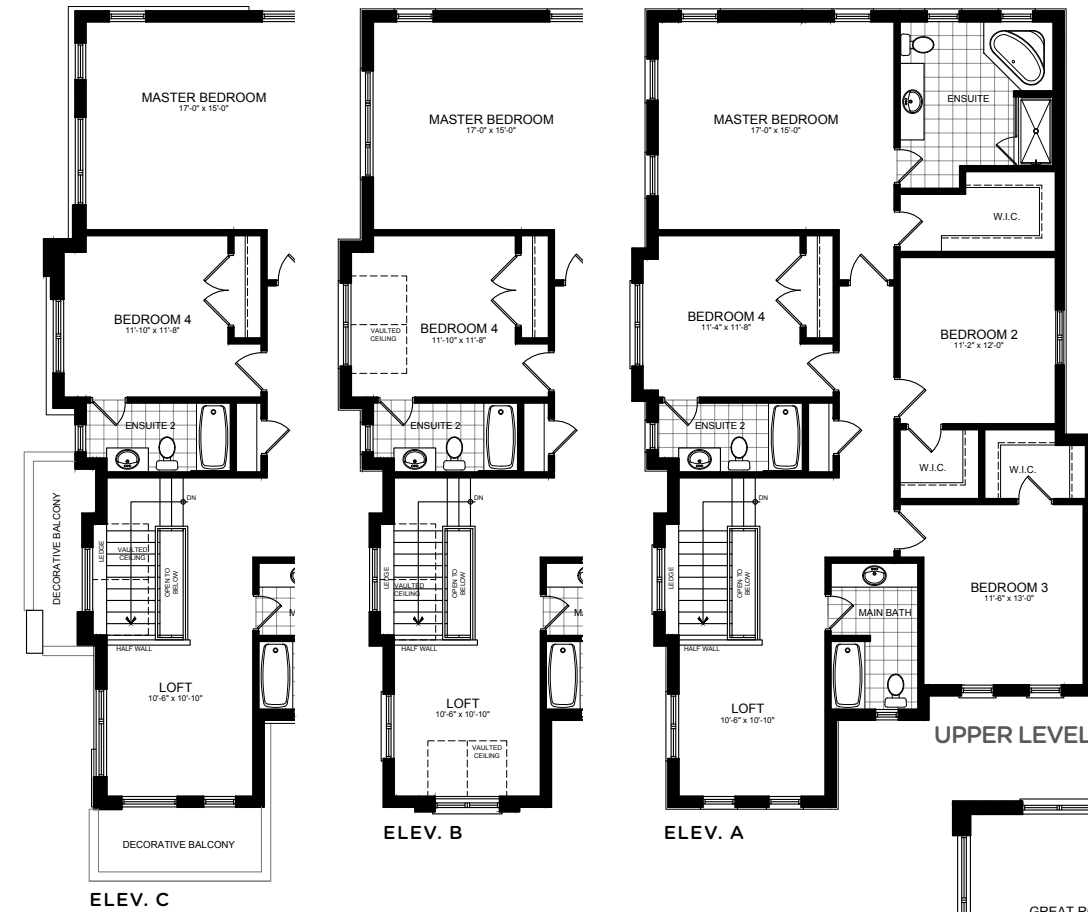 MASTER BEDROOM
17'-0" x 15'-0"
BEDROOM 4
11'-10" x 11'-8"
ENSUITE 2
DN
DECORATIVE BALCONY
LEDGE
VAULTED
CEILING
OPEN TO
BELOW
HALF WALL
LOFT
10'-6" x 10'-10"
DECORATIVE BALCONY
ELEV. C
MASTER BEDROOM
17'-0" x 15'-0"
VAULTED
CEILING
BEDROOM 4
11'-10" x 11'-8"
ENSUITE 2
DN
LEDGE
VAULTED
CEILING
OPEN TO
BELOW
HALF WALL
LOFT
10'-6" x 10'-10"
VAULTED
CEILING
ELEV. B
MASTER BEDROOM
17'-0" x 15'-0"
ENSUITE
W.I.C.
BEDROOM 4
11'-4" x 11'-8"
BEDROOM 2
11'-2" x 12'-0"
ENSUITE 2
W.I.C.
W.I.C.
DN
LEDGE
OPEN TO
BELOW
HALF WALL
BEDROOM 3
11'-6" x 13'-0"
MAIN BATH
LOFT
10'-6" x 10'-10"
UPPER LEVEL
ELEV. A
GREAT